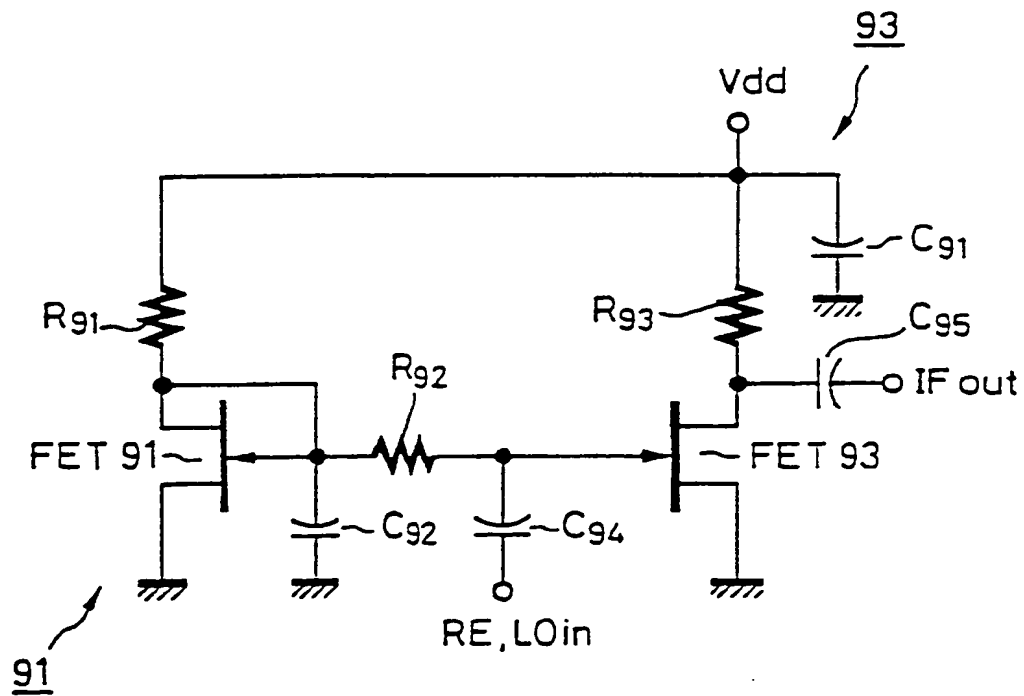 93
Vdd
C91
R91
R93
C95
R92
IF out
FET 91
FET 93
C92
C94
RE, LOin
91